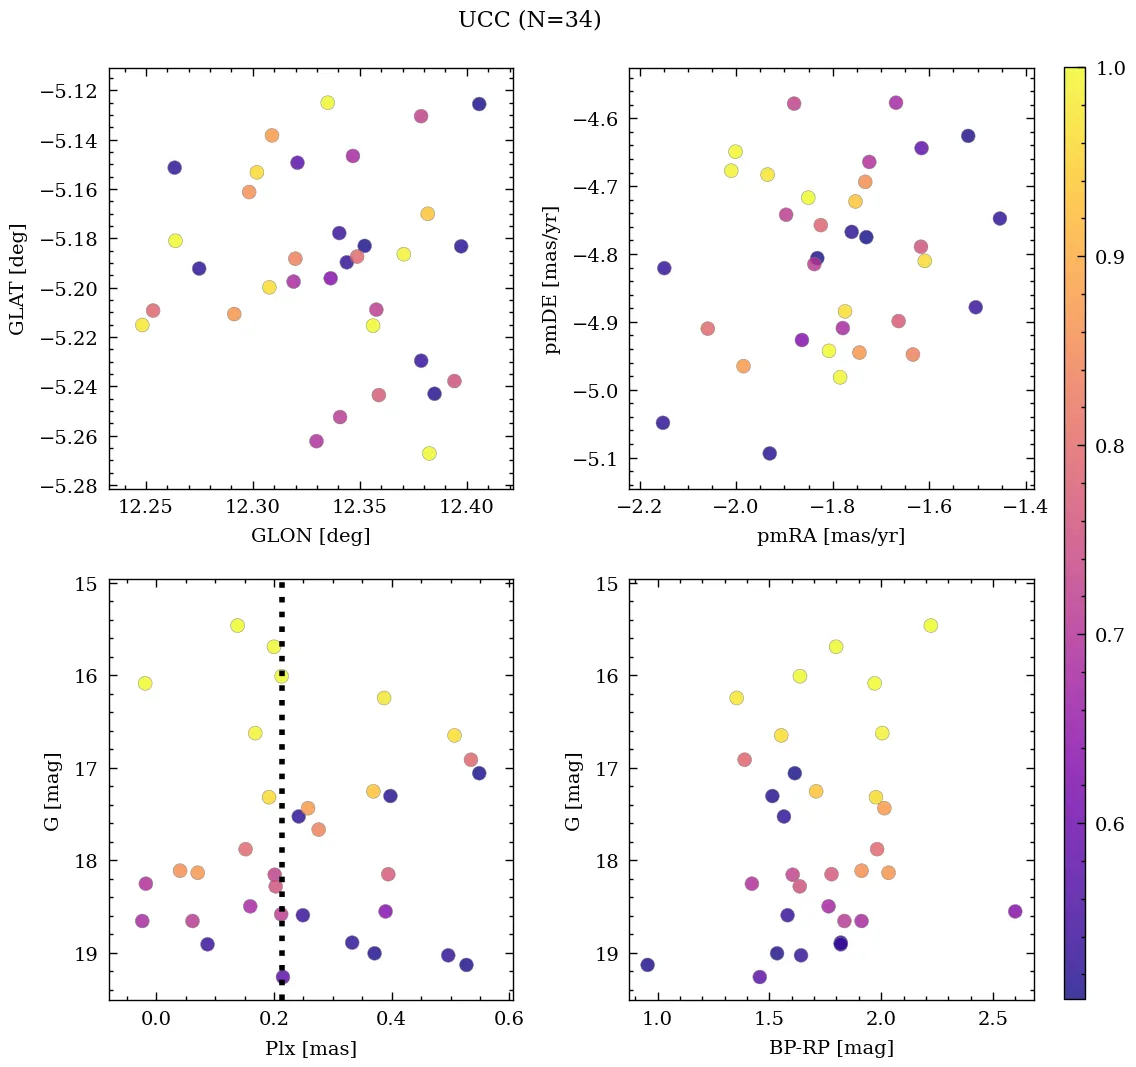 UCC (N=34)
−5.12
−5.14
−5.16
−5.18
−5.20
−5.22
−5.24
−5.26
−5.28
GLAT [deg]
12.25 12.30 12.35 12.40
GLON [deg]
−4.6
−4.7
−4.8
−4.9
−5.0
−5.1
pmDE [mas/yr]
−2.2 −2.0 −1.8 −1.6 −1.4
pmRA [mas/yr]
15
16
17
18
19
G [mag]
0.0 0.2 0.4 0.6
Plx [mas]
15
16
17
18
19
G [mag]
1.0 1.5 2.0 2.5
BP-RP [mag]
1.0
0.9
0.8
0.7
0.6